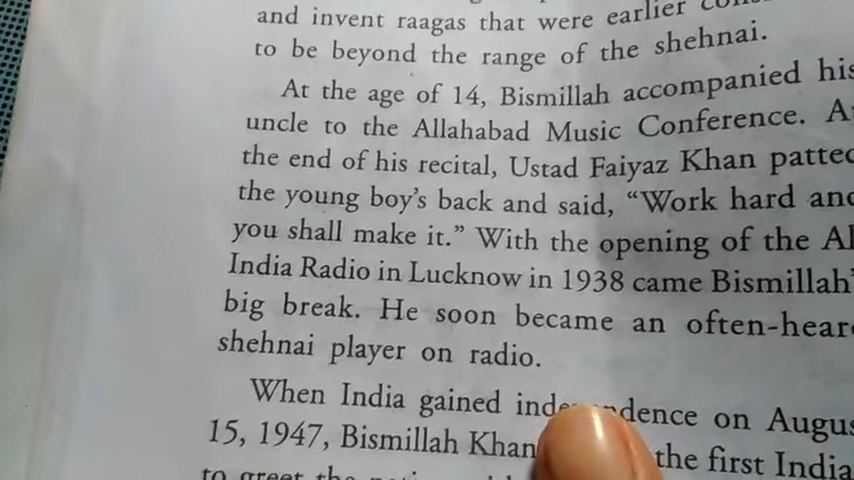 and invent raagas that were earlier
to be beyond the range of the shehnai.
At the age of 14, Bismillah accompanied his
uncle to the Allahabad Music Conference. A
the end of his recital, Ustad Faiyaz Khan patted
the young boy's back and said, “Work hard and
you shall make it.” With the opening of the Al
India Radio in Lucknow in 1938 came Bismillah'
big break. He soon became an often-hear
shehnai player on radio.
When India gained independence on Augus
15, 1947, Bismillah Khan the first India
to greet the